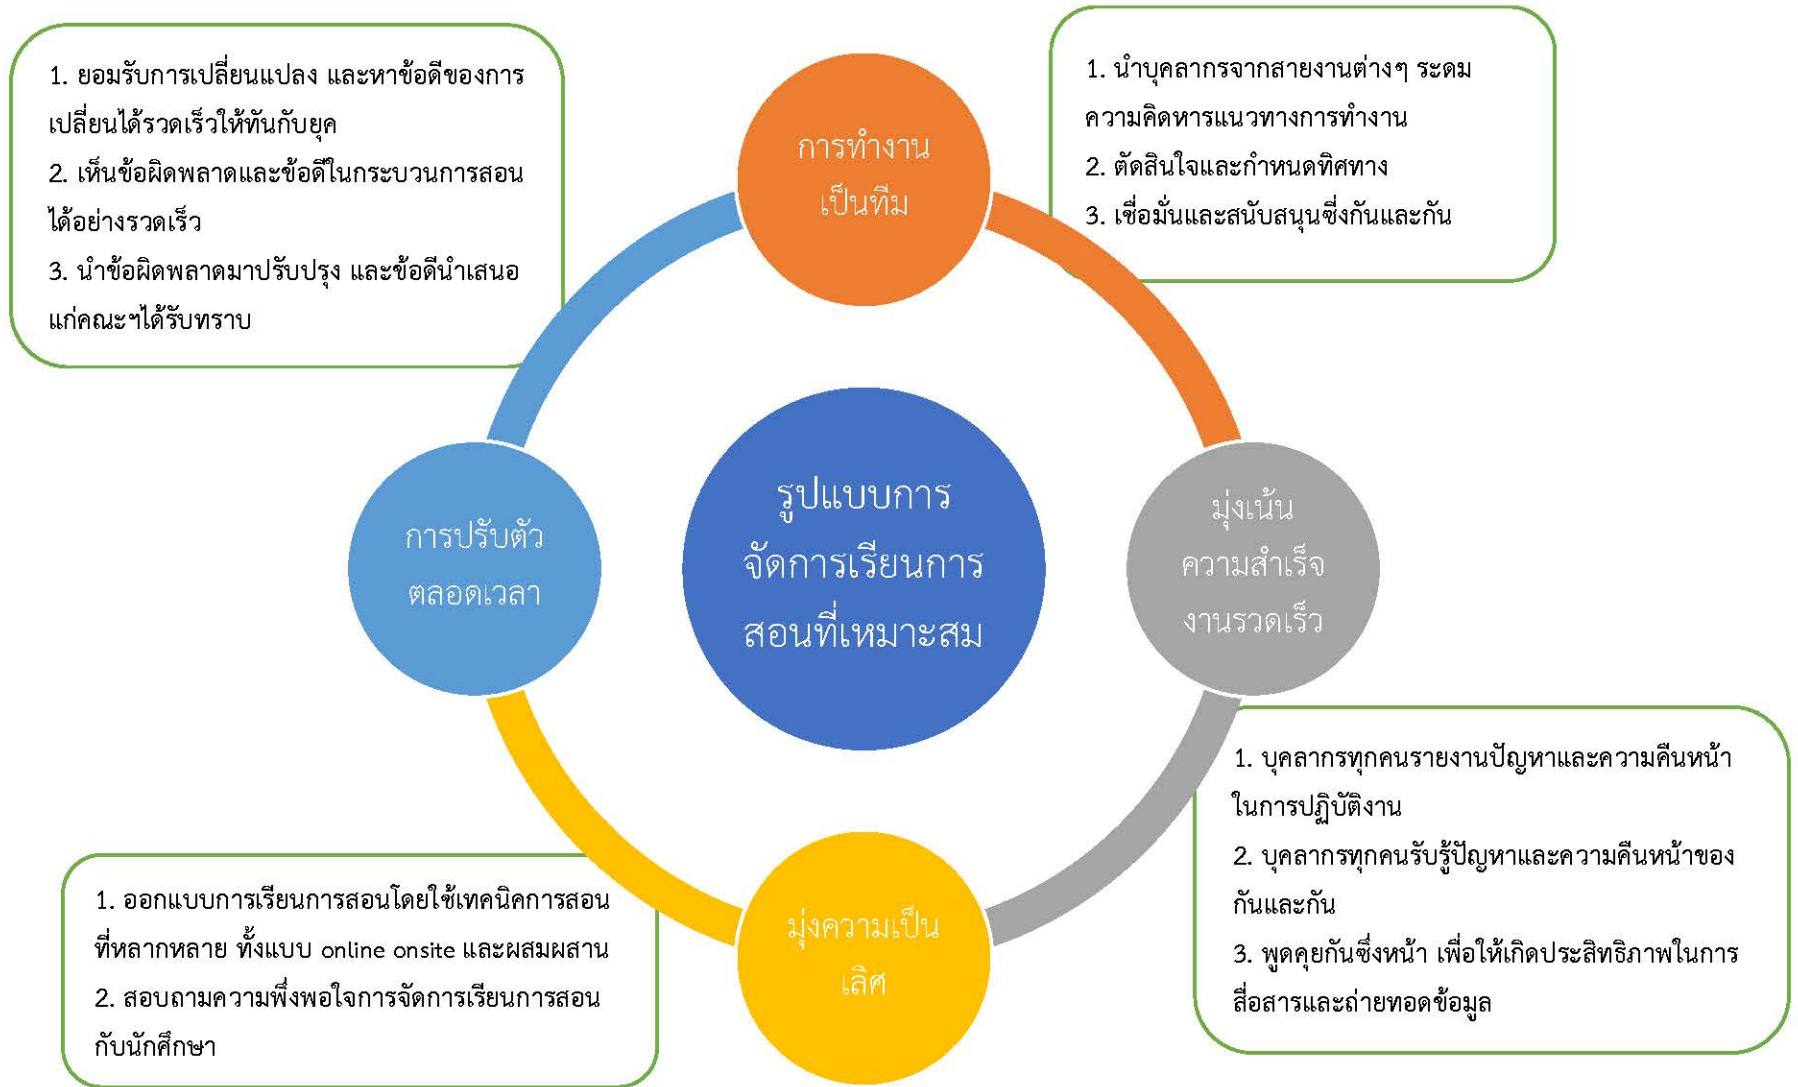 1. ยอมรับการเปลี่ยนแปลง และหาข้อดีของการ
เปลี่ยนได้รวดเร็วให้ทันกับยุค
2. เห็นข้อผิดพลาดและข้อดีในกระบวนการสอน
ได้อย่างรวดเร็ว
3. นำข้อผิดพลาดมาปรับปรุง และข้อดีนำเสนอ
แก่คณะฯได้รับทราบ
การทำงาน
เป็นทีม
1. นำบุคลากรจากสายงานต่างๆ ระดม
ความคิดหารแนวทางการทำงาน
2. ตัดสินใจและกำหนดทิศทาง
3. เชื่อมั่นและสนับสนุนซึ่งกันและกัน
การปรับตัว
ตลอดเวลา
รูปแบบการ
จัดการเรียนการ
สอนที่เหมาะสม
มุ่งเน้น
ความสำเร็จ
งานรวดเร็ว
1. ออกแบบการเรียนการสอนโดยใช้เทคนิคการสอน
ที่หลากหลาย ทั้งแบบ online onsite และผสมผสาน
2. สอบถามความพึ่งพอใจการจัดการเรียนการสอน
กับนักศึกษา
มุ่งความเป็น
เลิศ
1. บุคลากรทุกคนรายงานปัญหาและความคืนหน้า
ในการปฏิบัติงาน
2. บุคลากรทุกคนรับรู้ปัญหาและความคืนหน้าของ
กันและกัน
3. พูดคุยกันซึ่งหน้า เพื่อให้เกิดประสิทธิภาพในการ
สื่อสารและถ่ายทอดข้อมูล